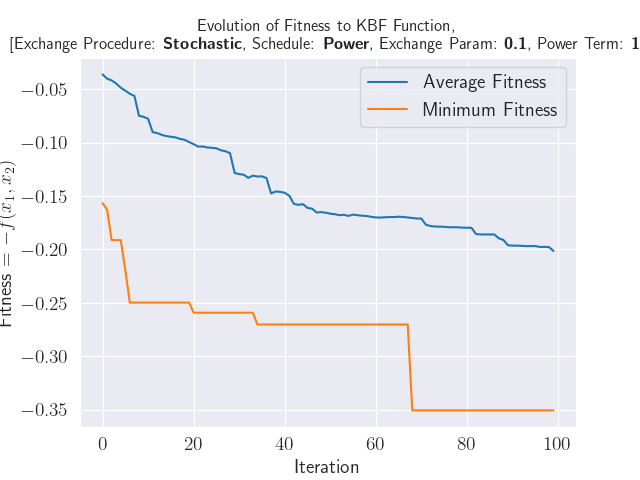 Evolution of Fitness to KBF Function,
[Exchange Procedure: Stochastic, Schedule: Power, Exchange Param: 0.1, Power Term: 1
Average Fitness
Minimum Fitness
−0.05
−0.10
−0.15
−0.20
−0.25
−0.30
−0.35
Fitness = −f(x₁, x₂)
0 20 40 60 80 100
Iteration